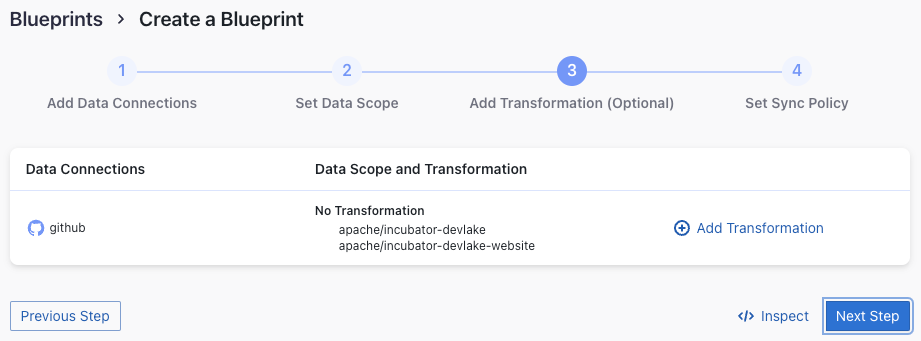 Blueprints > Create a Blueprint
1 2 3 4
Add Data Connections Set Data Scope Add Transformation (Optional) Set Sync Policy
Data Connections Data Scope and Transformation
No Transformation
github apache/incubator-devlake Add Transformation
apache/incubator-devlake-website
Previous Step </> Inspect Next Step